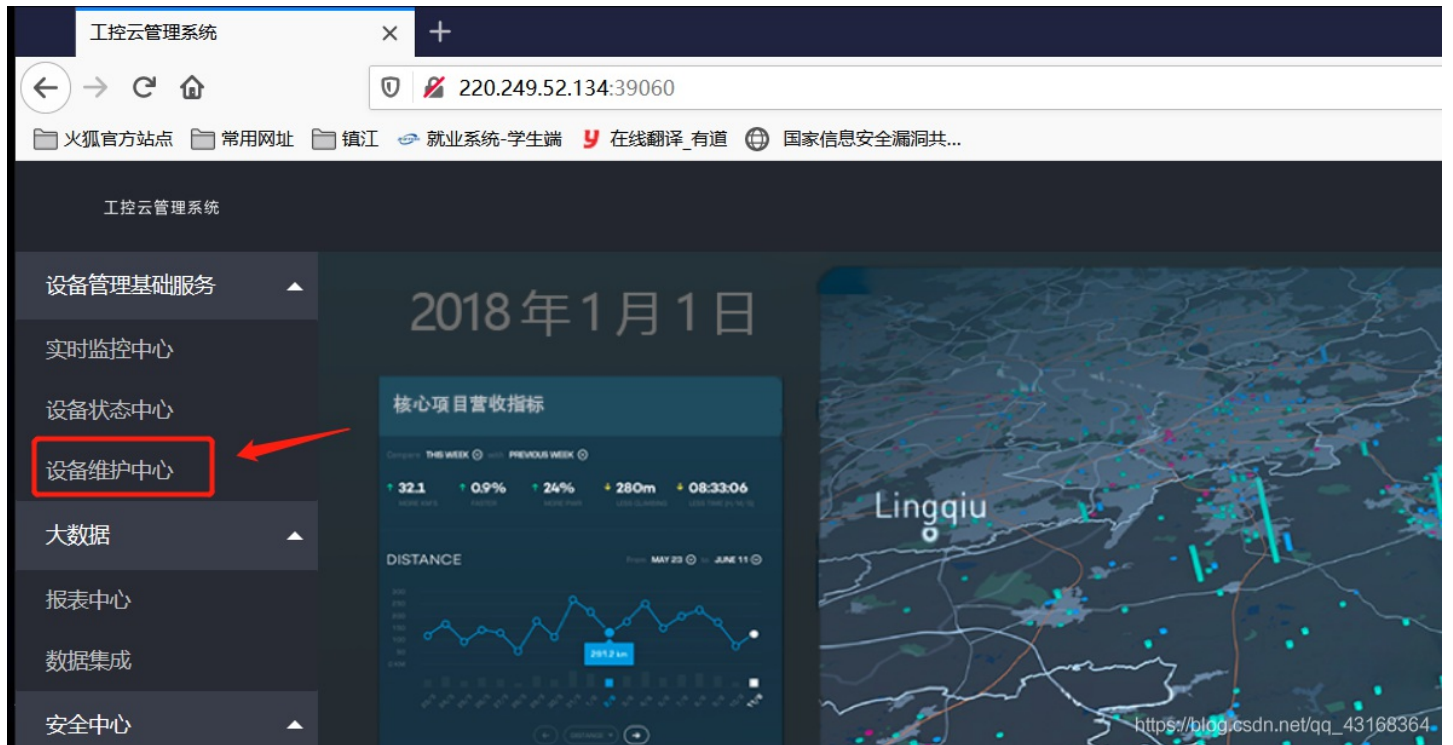 工控云管理系统
220.249.52.134:39060
火狐官方站点 常用网址 镇江 就业系统-学生端 在线翻译_有道 国家信息安全漏洞共...
工控云管理系统
设备管理基础服务
实时监控中心
设备状态中心
设备维护中心
大数据
报表中心
数据集成
安全中心
2018年1月1日
核心项目营收指标
Compare THIS WEEK with PREVIOUS WEEK
32.1 0.9% 24% 280m 08:33:06
DISTANCE
From MAY 23 to JUNE 11
Lingqiu
https://blog.csdn.net/qq_43168364